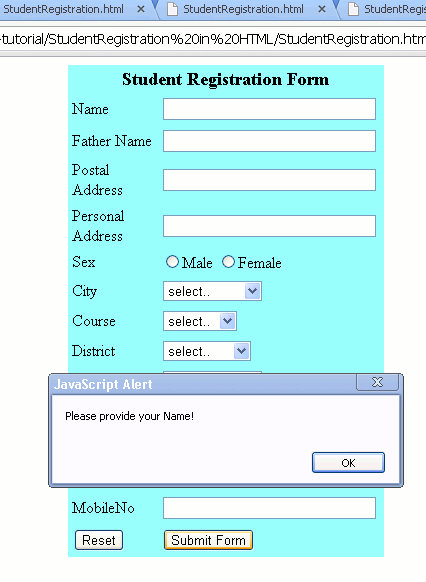 StudentRegistration.html StudentRegistration.html StudentRegis
-tutorial/StudentRegistration%20in%20HTML/StudentRegistration.htm
Student Registration Form
Name
Father Name
Postal
Address
Personal
Address
Sex Male Female
City select..
Course select..
District select..
JavaScript Alert
Please provide your Name!
OK
MobileNo
Reset Submit Form